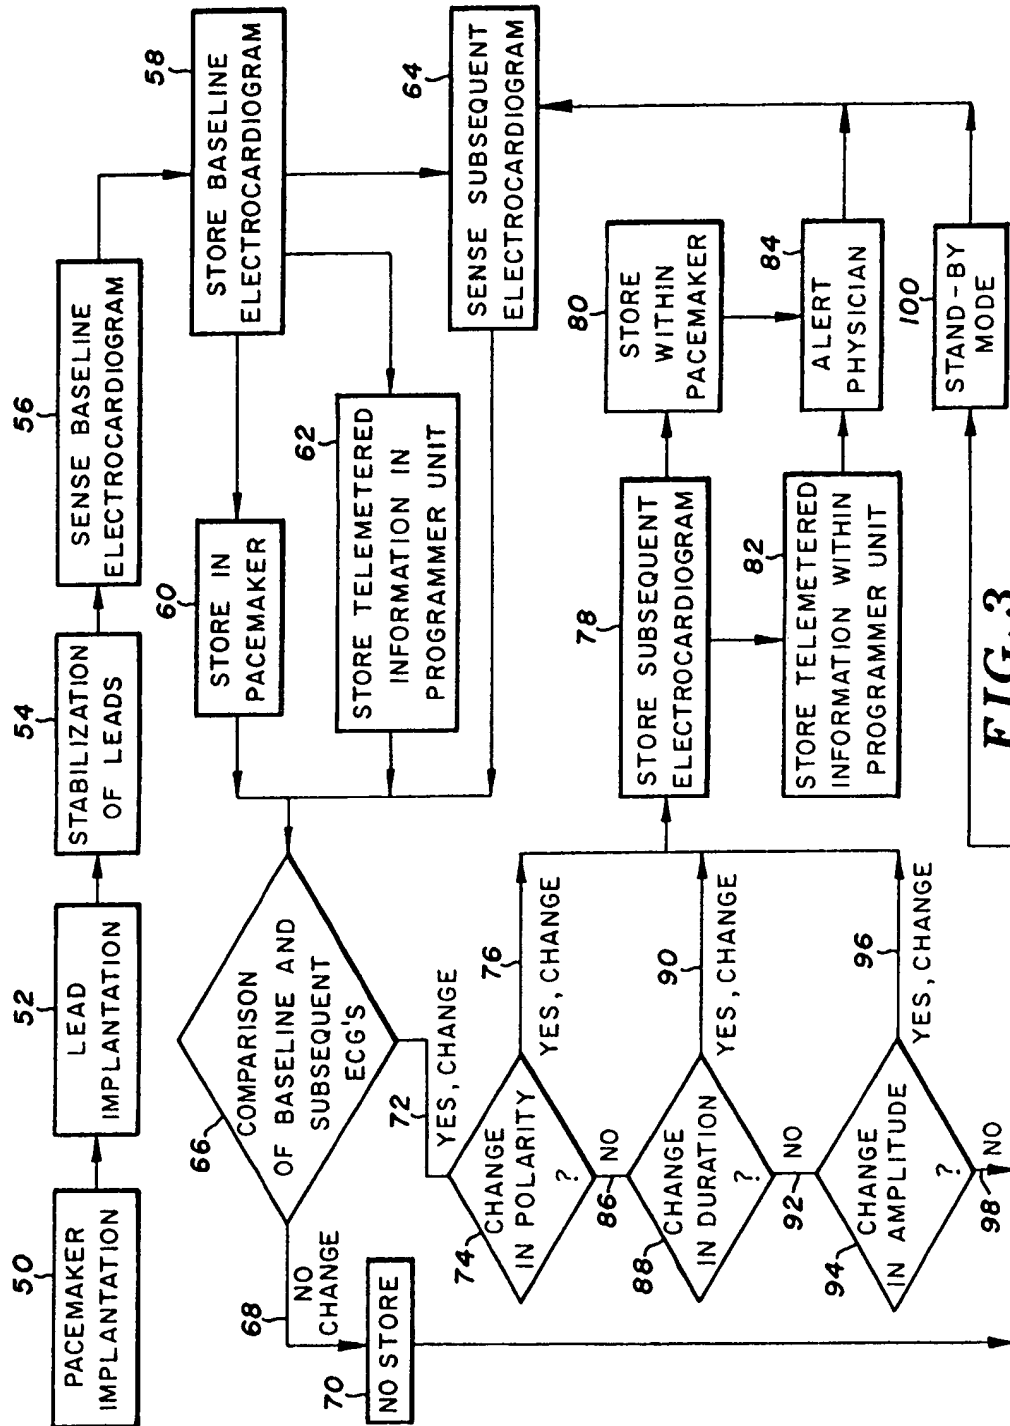 50
PACEMAKER
IMPLANTATION
52
LEAD
IMPLANTATION
54
STABILIZATION
OF LEADS
56
SENSE BASELINE
ELECTROCARDIOGRAM
58
STORE BASELINE
ELECTROCARDIOGRAM
60
STORE IN
PACEMAKER
62
STORE TELEMETERED
INFORMATION IN
PROGRAMMER UNIT
64
SENSE SUBSEQUENT
ELECTROCARDIOGRAM
66
COMPARISON
OF BASELINE AND
SUBSEQUENT
ECG'S
68
NO
CHANGE
70
NO STORE
72
YES, CHANGE
74
CHANGE
IN POLARITY
?
76
YES, CHANGE
78
STORE SUBSEQUENT
ELECTROCARDIOGRAM
80
STORE
WITHIN
PACEMAKER
82
STORE TELEMETERED
INFORMATION WITHIN
PROGRAMMER UNIT
84
ALERT
PHYSICIAN
86
NO
88
CHANGE
IN DURATION
?
90
YES, CHANGE
92
NO
94
CHANGE
IN AMPLITUDE
?
96
YES, CHANGE
98
NO
100
STAND-BY
MODE
FIG.3